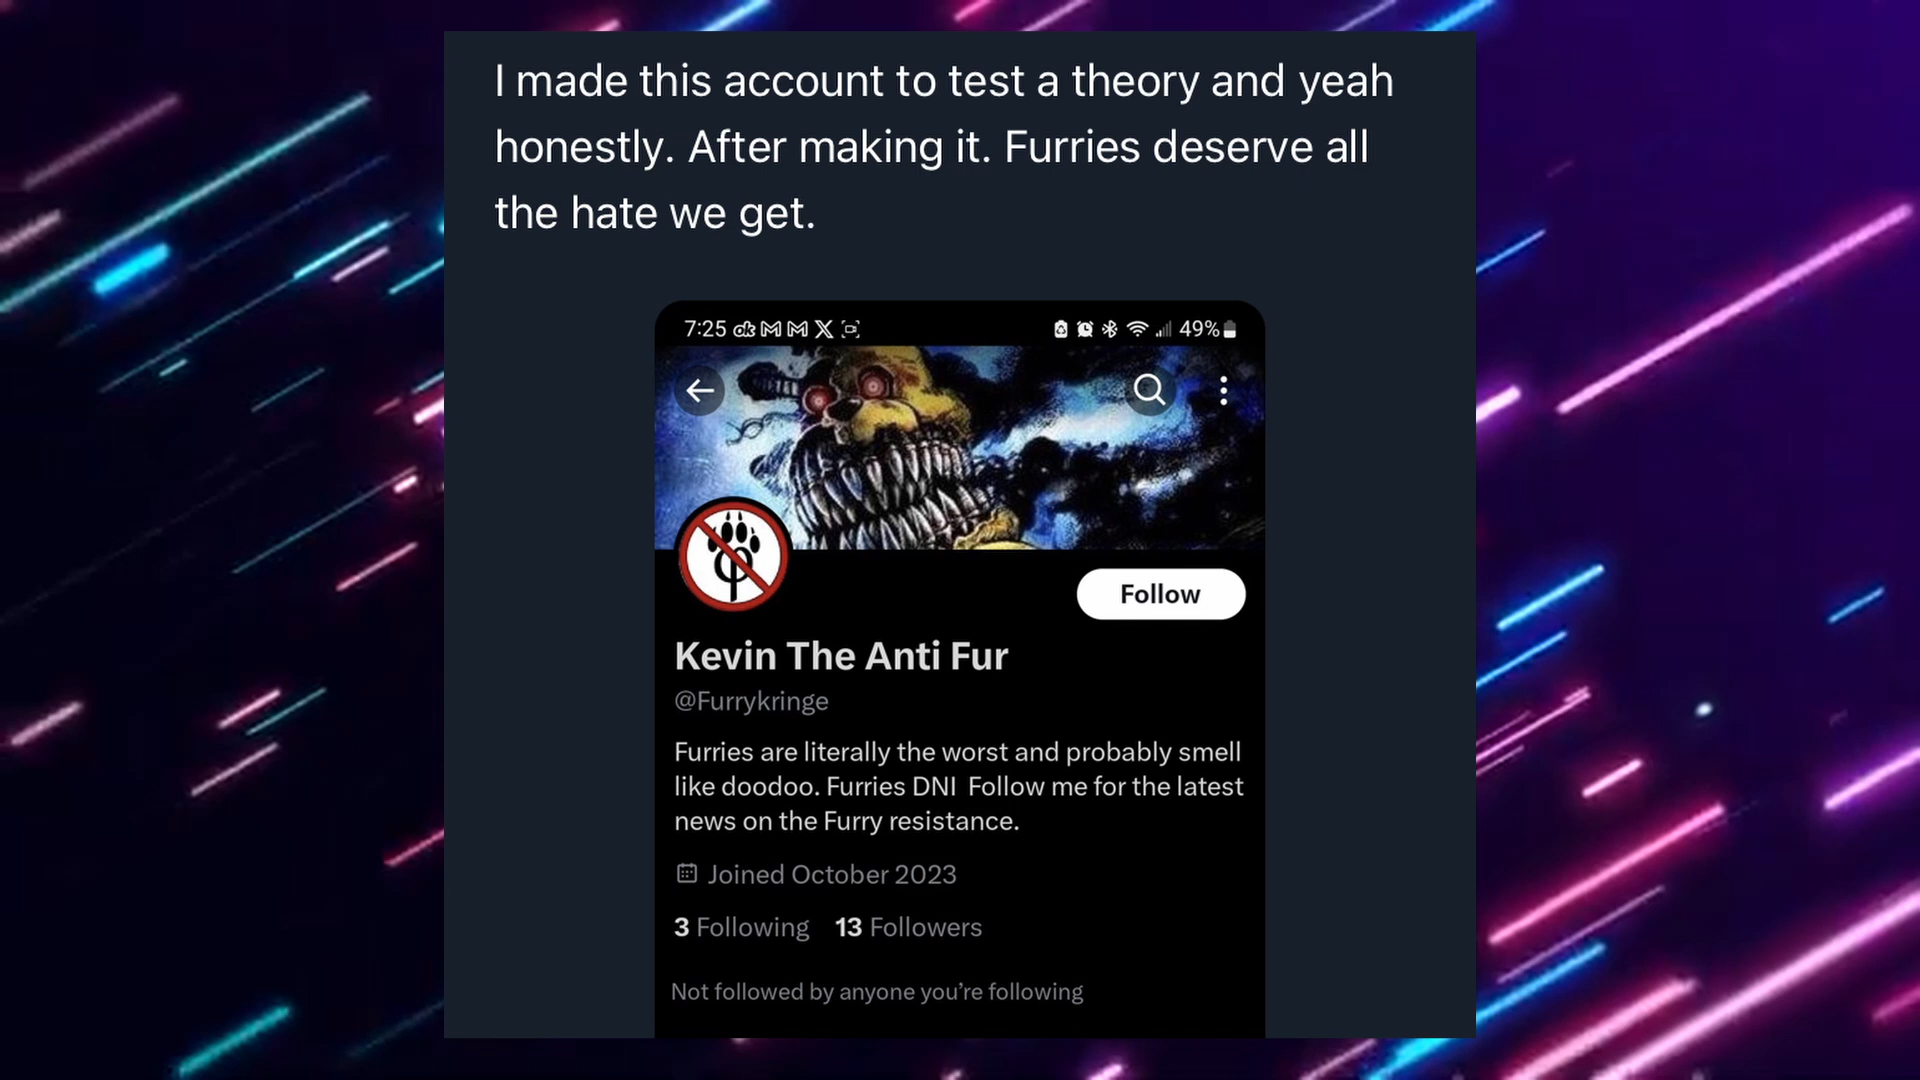 I made this account to test a theory and yeah
honestly. After making it. Furries deserve all
the hate we get.
7:25
49%
Follow
Kevin The Anti Fur
@Furrykringe
Furries are literally the worst and probably smell
like doodoo. Furries DNI  Follow me for the latest
news on the Furry resistance.
Joined October 2023
3 Following 13 Followers
Not followed by anyone you’re following